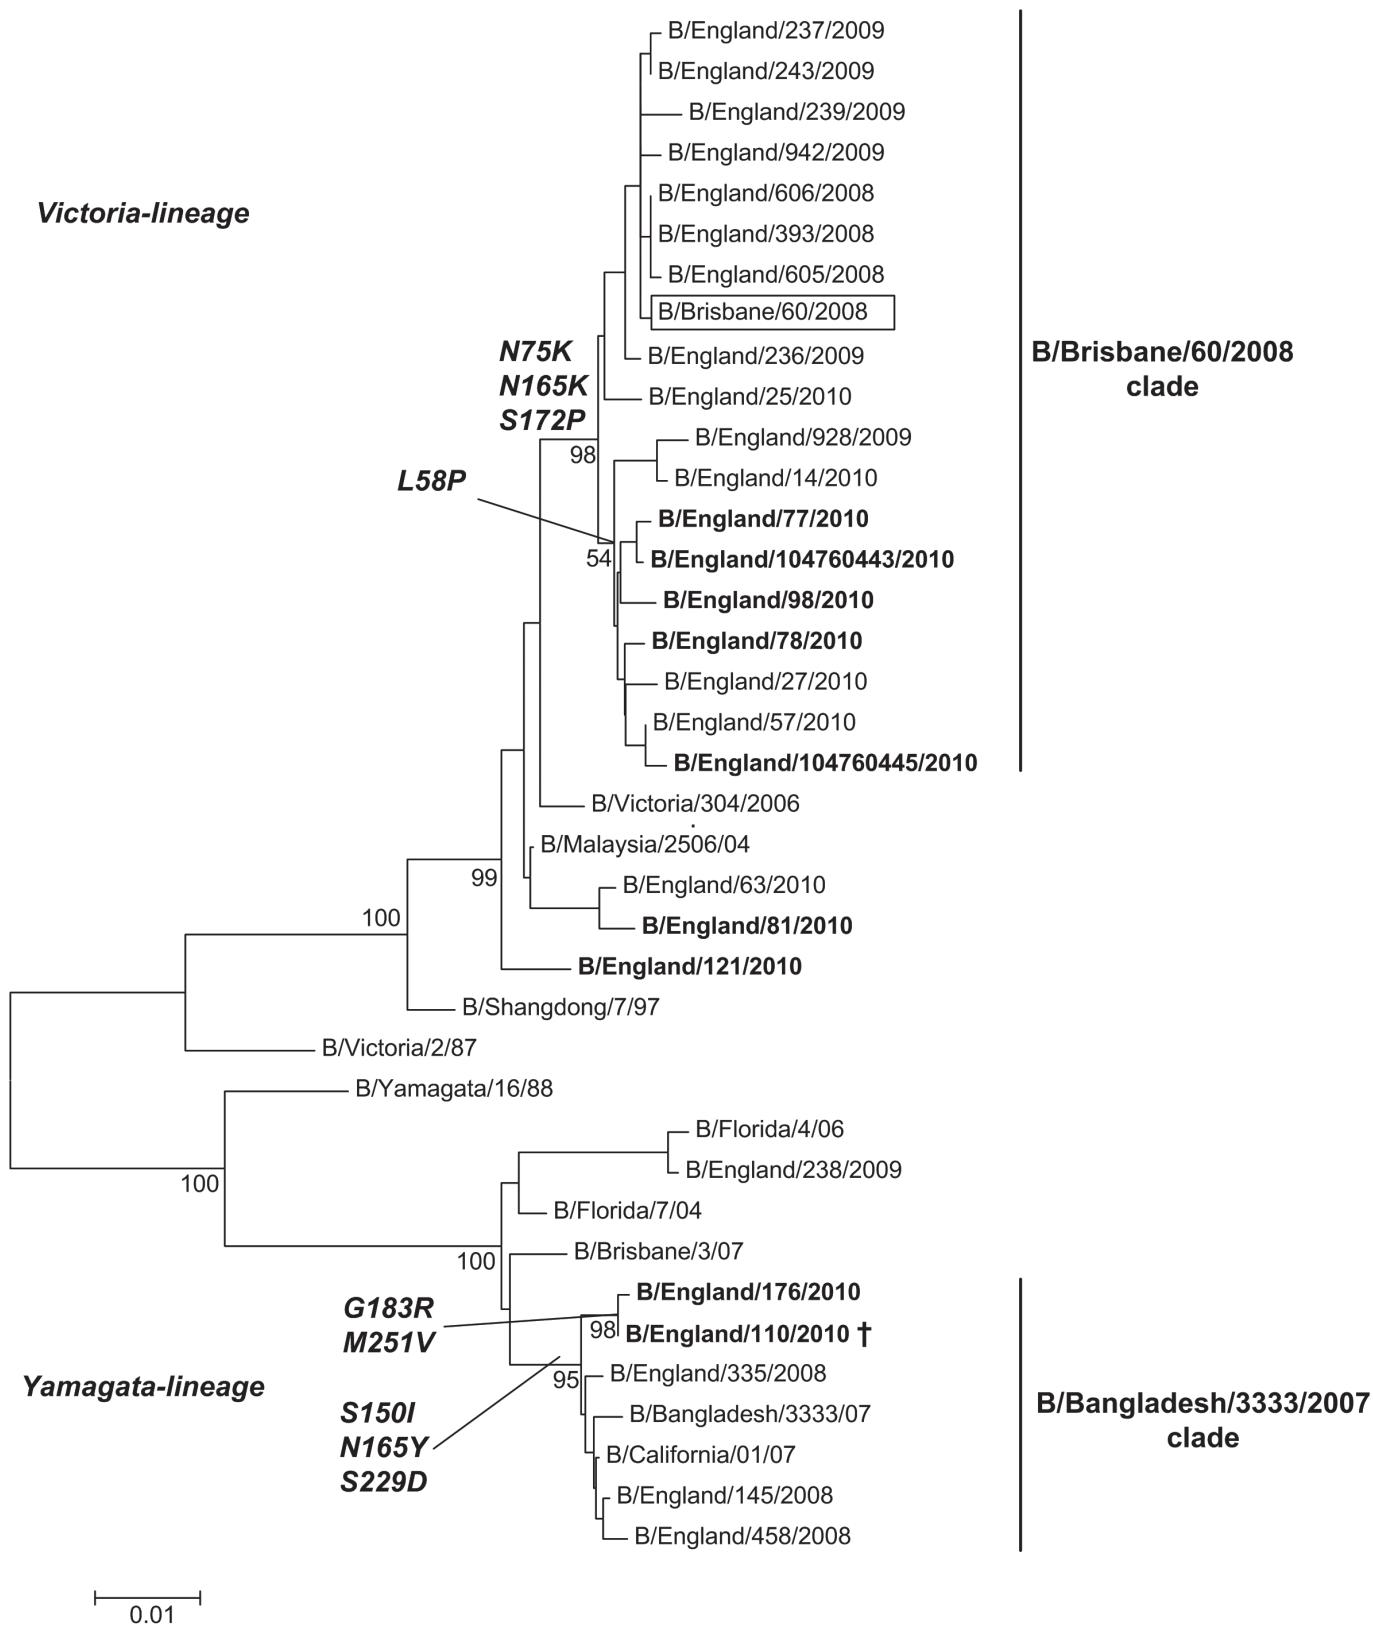 B/England/237/2009
B/England/243/2009
B/England/239/2009
B/England/942/2009
B/England/606/2008
Victoria-lineage
B/England/393/2008
B/England/605/2008
B/Brisbane/60/2008
B/England/236/2009
N75K
N165K
S172P
B/Brisbane/60/2008
clade
B/England/25/2010
B/England/928/2009
98
L58P
B/England/14/2010
B/England/77/2010
54
B/England/104760443/2010
B/England/98/2010
B/England/78/2010
B/England/27/2010
B/England/57/2010
B/England/104760445/2010
B/Victoria/304/2006
B/Malaysia/2506/04
99
B/England/63/2010
100
B/England/81/2010
B/England/121/2010
B/Shangdong/7/97
B/Victoria/2/87
B/Yamagata/16/88
B/Florida/4/06
B/England/238/2009
100
B/Florida/7/04
B/Brisbane/3/07
100
B/England/176/2010
G183R
M251V
98
B/England/110/2010 †
B/England/335/2008
95
Yamagata-lineage
B/Bangladesh/3333/07
S150I
N165Y
S229D
B/Bangladesh/3333/2007
clade
B/California/01/07
B/England/145/2008
B/England/458/2008
0.01